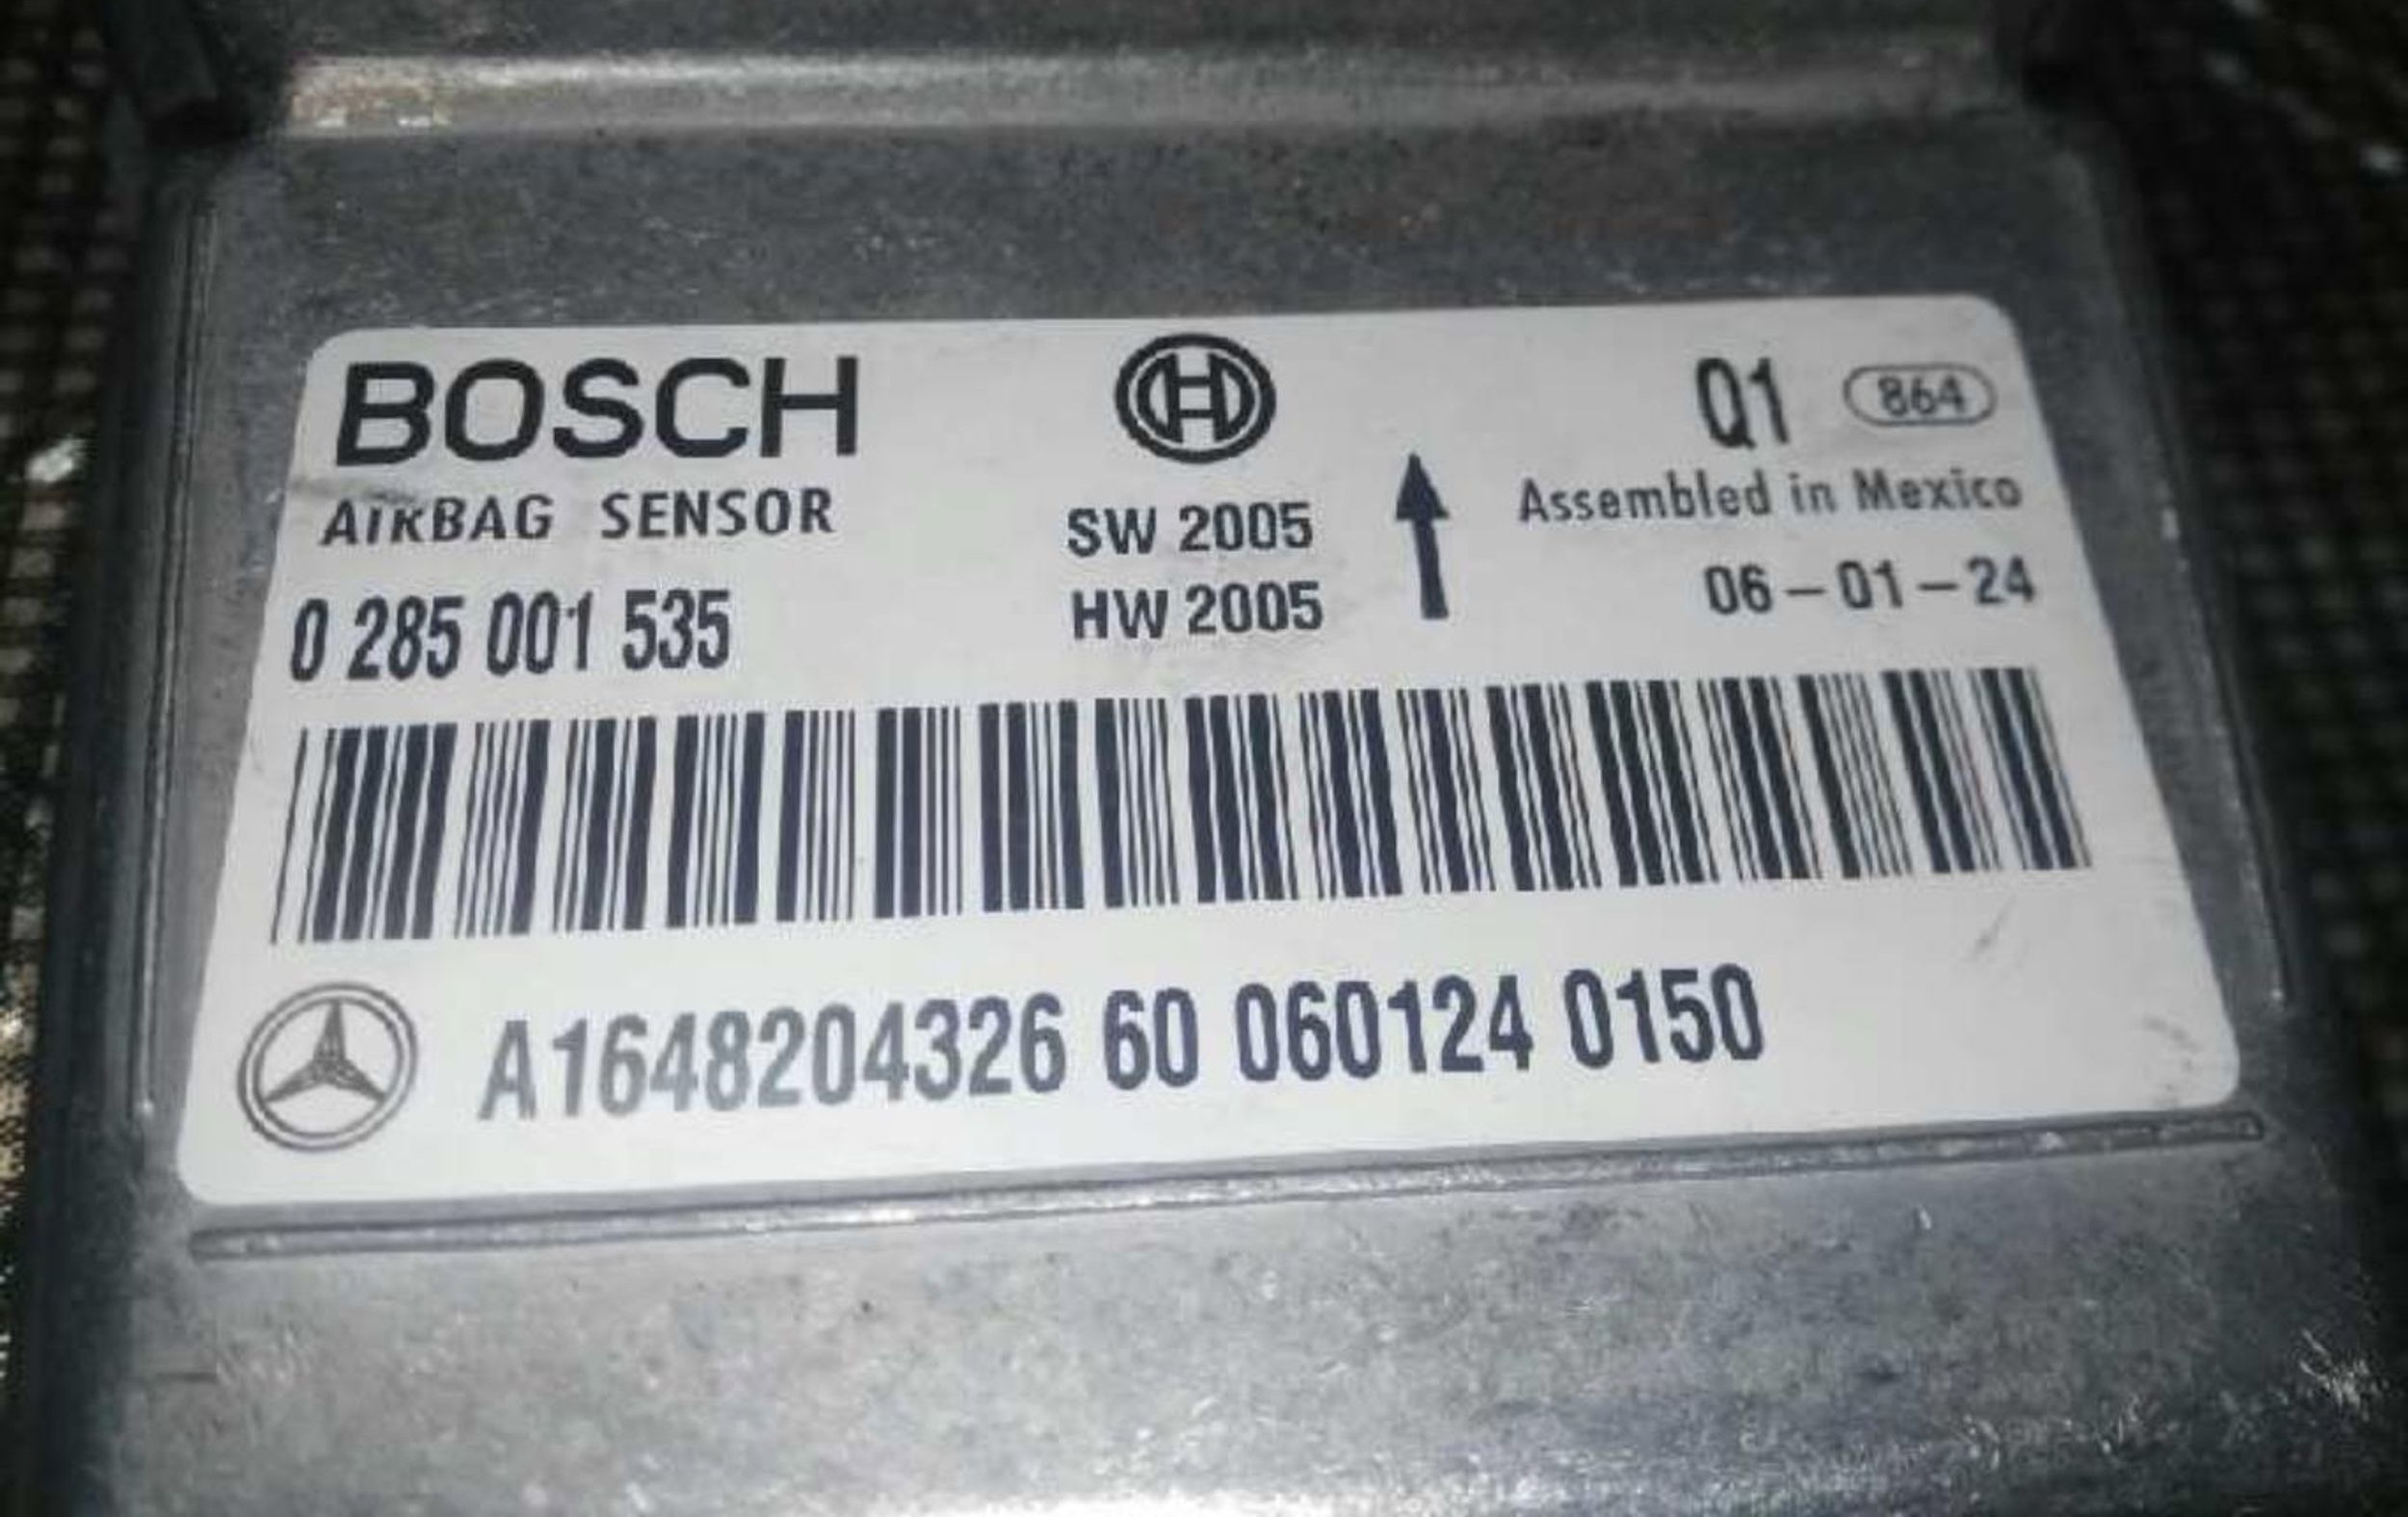 BOSCH
Q1 864
AIRBAG SENSOR
SW 2005
Assembled in Mexico
0 285 001 535
HW 2005
06-01-24
A1648204326 60 060124 0150